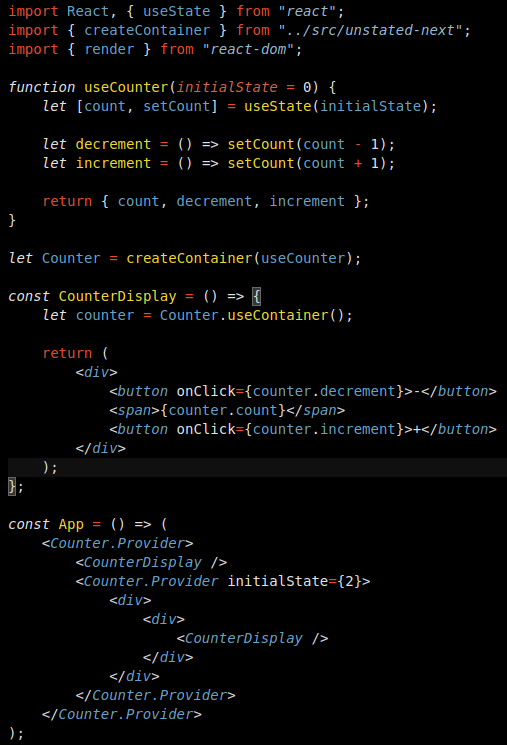 import React, { useState } from "react";
import { createContainer } from "../src/unstated-next";
import { render } from "react-dom";

function useCounter(initialState = 0) {
    let [count, setCount] = useState(initialState);

    let decrement = () => setCount(count - 1);
    let increment = () => setCount(count + 1);

    return { count, decrement, increment };
}

let Counter = createContainer(useCounter);

const CounterDisplay = () => {
    let counter = Counter.useContainer();

    return (
        <div>
            <button onClick={counter.decrement}>-</button>
            <span>{counter.count}</span>
            <button onClick={counter.increment}>+</button>
        </div>
    );
};

const App = () => (
    <Counter.Provider>
        <CounterDisplay />
        <Counter.Provider initialState={2}>
            <div>
                <div>
                    <CounterDisplay />
                </div>
            </div>
        </Counter.Provider>
    </Counter.Provider>
);